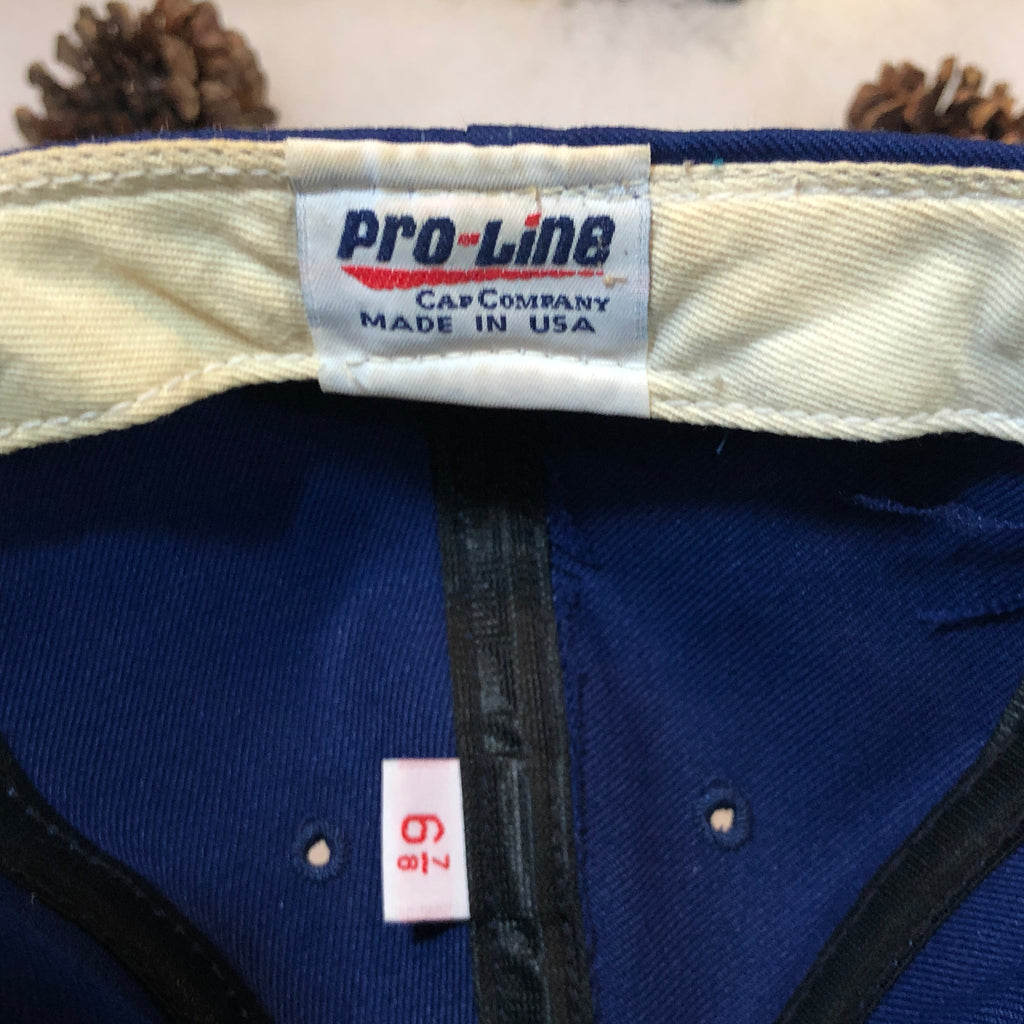 Pro-Line
CAP COMPANY
MADE IN USA
6 7/8